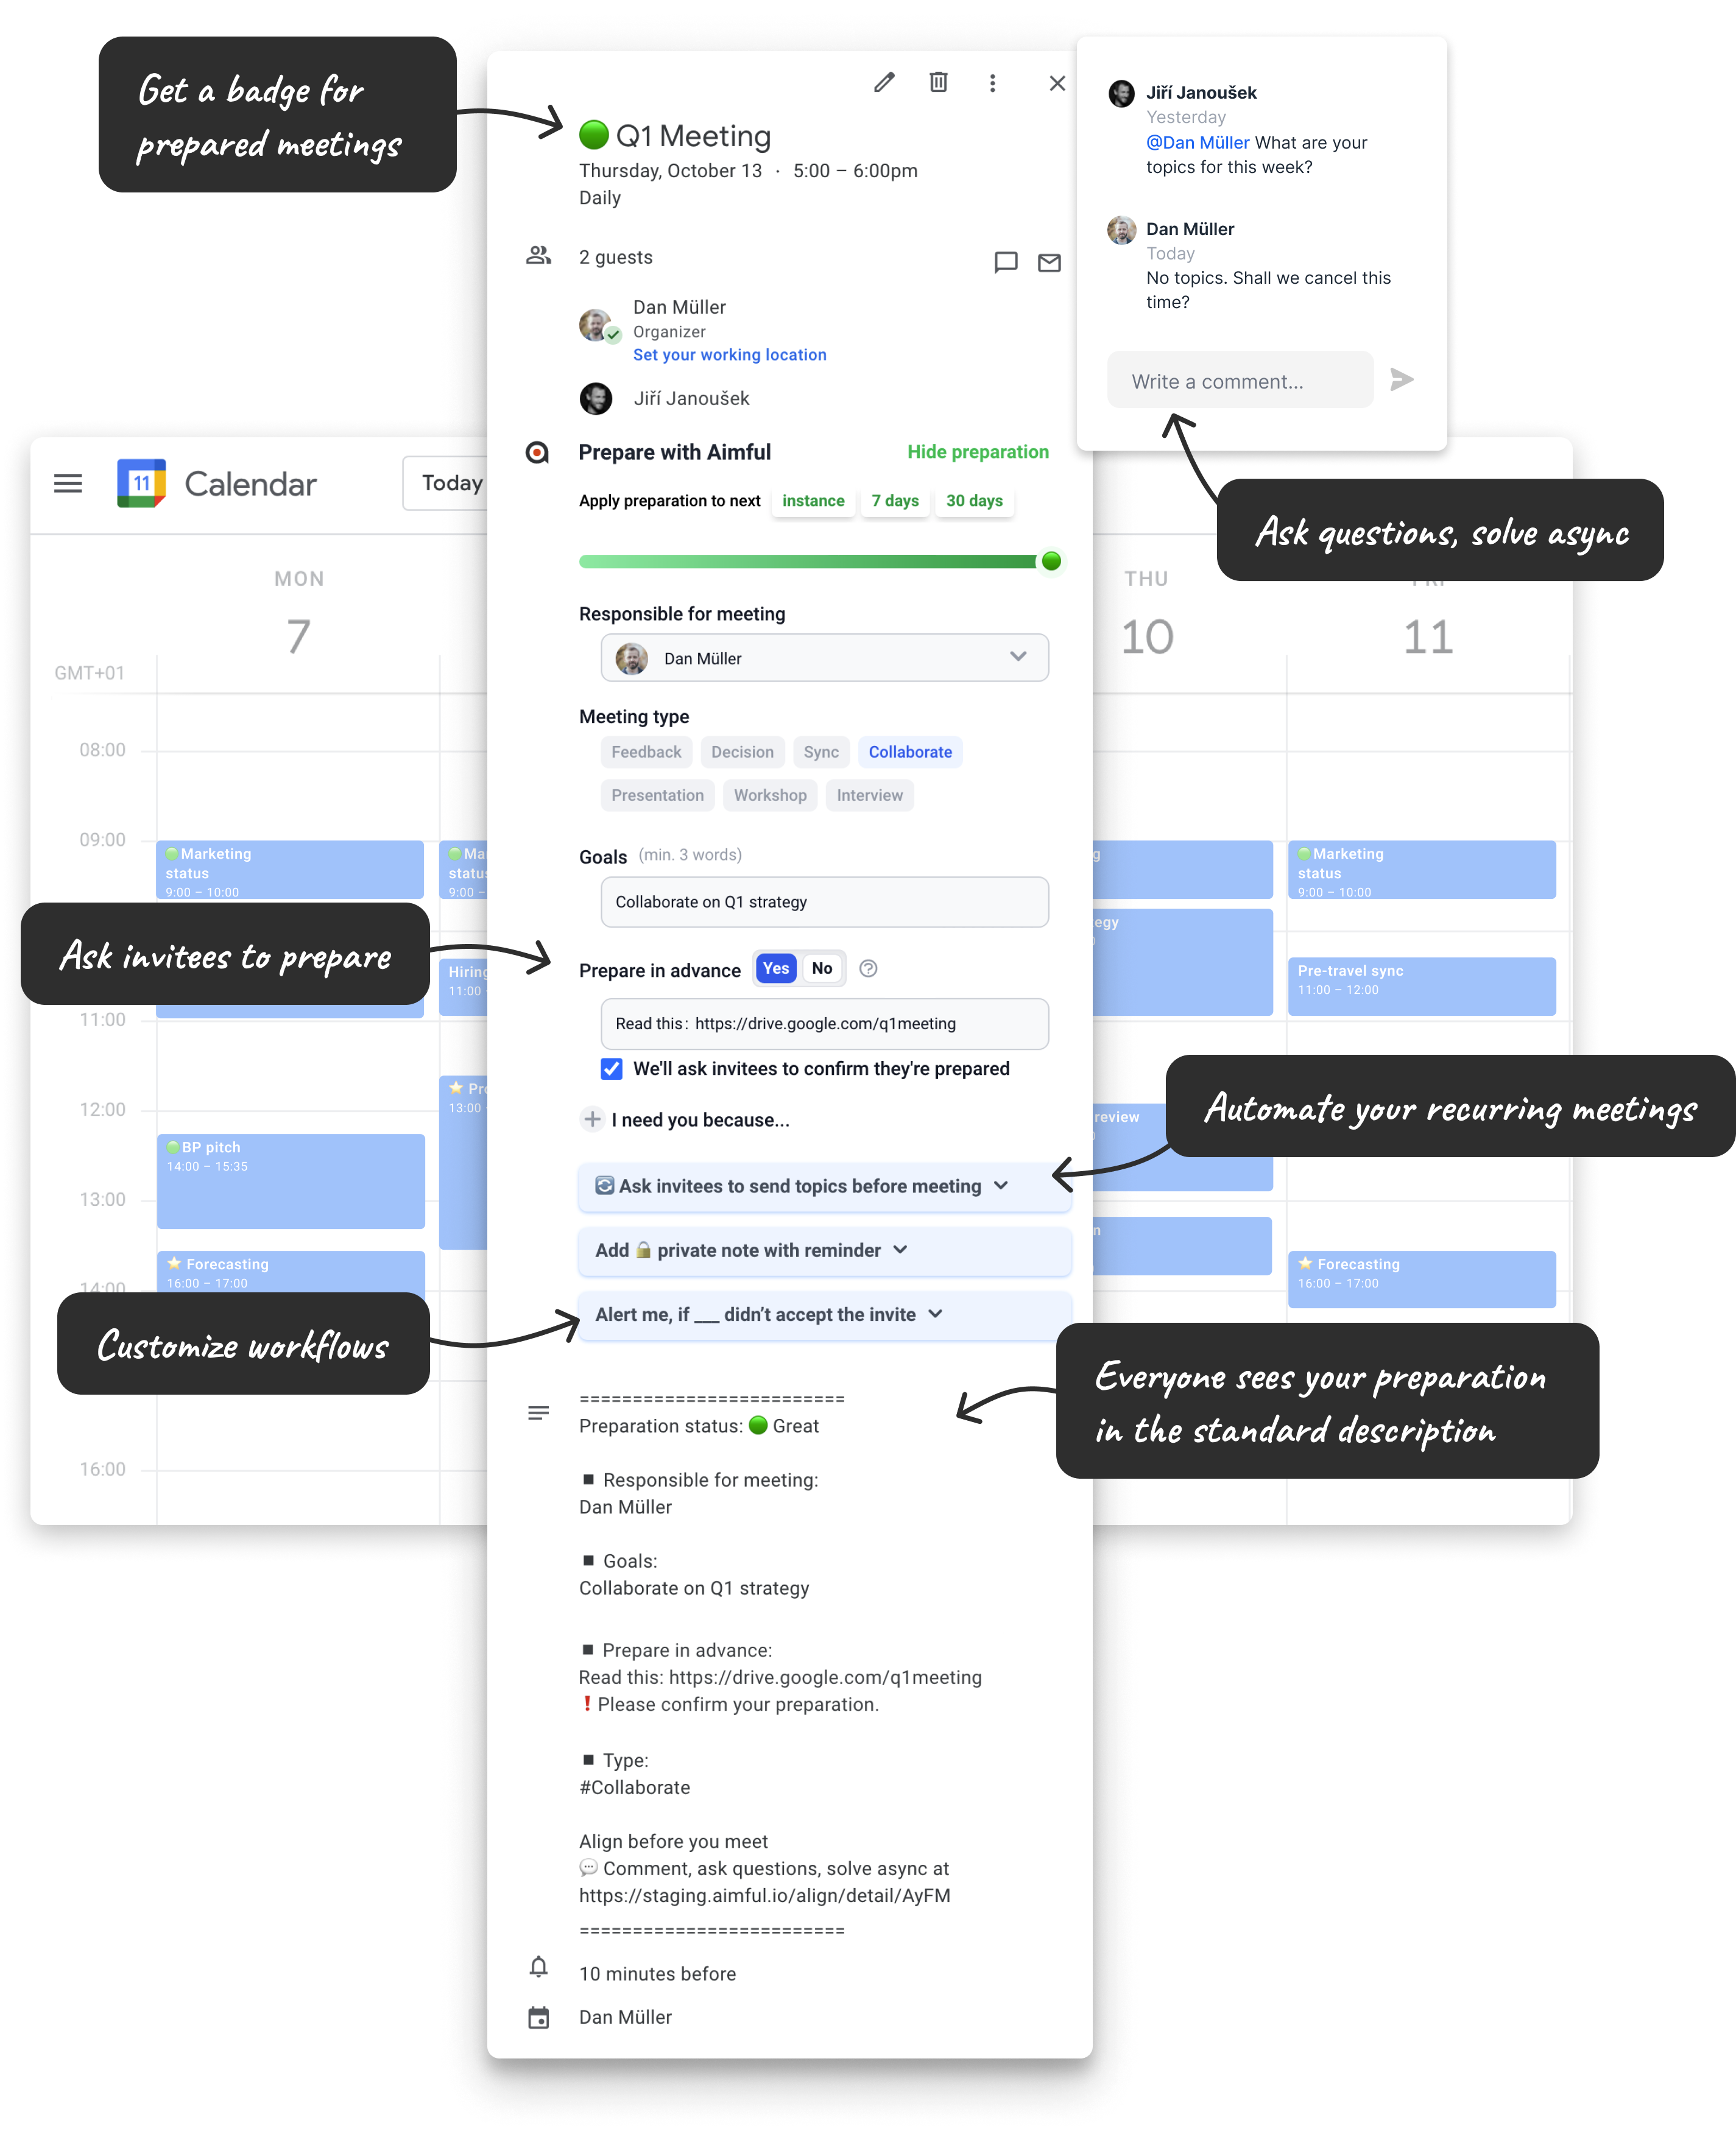 Get a badge for
prepared meetings
Q1 Meeting
Thursday, October 13 · 5:00 – 6:00pm
Daily
2 guests
Dan Müller
Organizer
Set your working location
Jiří Janoušek
Jiří Janoušek
Yesterday
@Dan Müller What are your
topics for this week?
Dan Müller
Today
No topics. Shall we cancel this
time?
Write a comment...
Ask questions, solve async
Prepare with Aimful
Hide preparation
Apply preparation to next instance 7 days 30 days
Responsible for meeting
Dan Müller
Meeting type
Feedback Decision Sync Collaborate
Presentation Workshop Interview
Goals (min. 3 words)
Collaborate on Q1 strategy
Prepare in advance Yes No
Read this: https://drive.google.com/q1meeting
We'll ask invitees to confirm they're prepared
I need you because...
Ask invitees to send topics before meeting
Add private note with reminder
Alert me, if ___ didn't accept the invite
Ask invitees to prepare
Automate your recurring meetings
Customize workflows
Everyone sees your preparation
in the standard description
========================
Preparation status: Great
■ Responsible for meeting:
Dan Müller
■ Goals:
Collaborate on Q1 strategy
■ Prepare in advance:
Read this: https://drive.google.com/q1meeting
❗ Please confirm your preparation.
■ Type:
#Collaborate
Align before you meet
Comment, ask questions, solve async at
https://staging.aimful.io/align/detail/AyFM
========================
10 minutes before
Dan Müller
11
Calendar
Today
MON
7
THU
10
11
GMT+01
08:00
09:00
11:00
12:00
13:00
14:00
16:00
Marketing
status
9:00 – 10:00
BP pitch
14:00 – 15:35
Forecasting
16:00 – 17:00
Mar
status
9:00 –
Hiring
11:00 -
Pro
13:00 -
g
egy
review
n
Marketing
status
9:00 – 10:00
Pre-travel sync
11:00 – 12:00
Forecasting
16:00 – 17:00